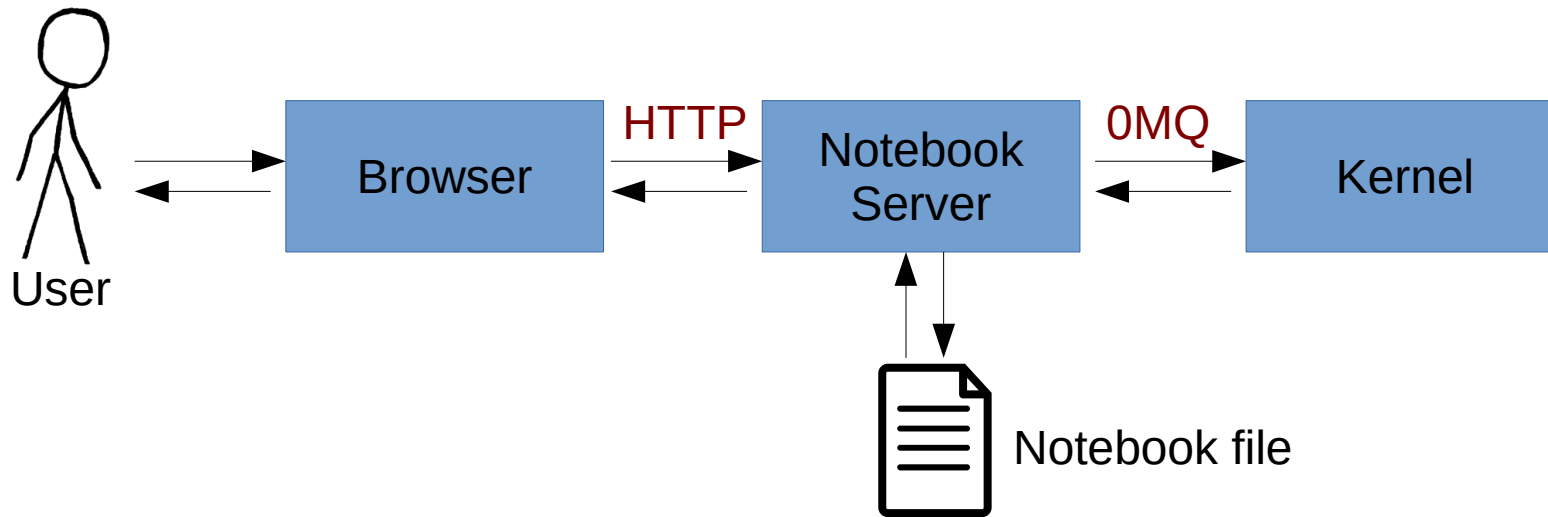 HTTP
0MQ
Browser
Notebook
Server
Kernel
User
Notebook file